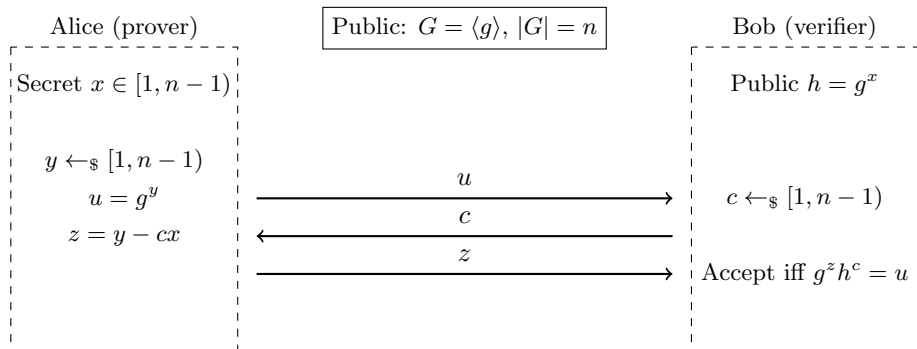 Alice (prover)
Public: G = ⟨g⟩, |G| = n
Bob (verifier)
Secret x ∈ [1, n − 1)
Public h = g^x
y ←$ [1, n − 1)
u = g^y
u
c ←$ [1, n − 1)
c
z = y − cx
z
Accept iff g^z h^c = u